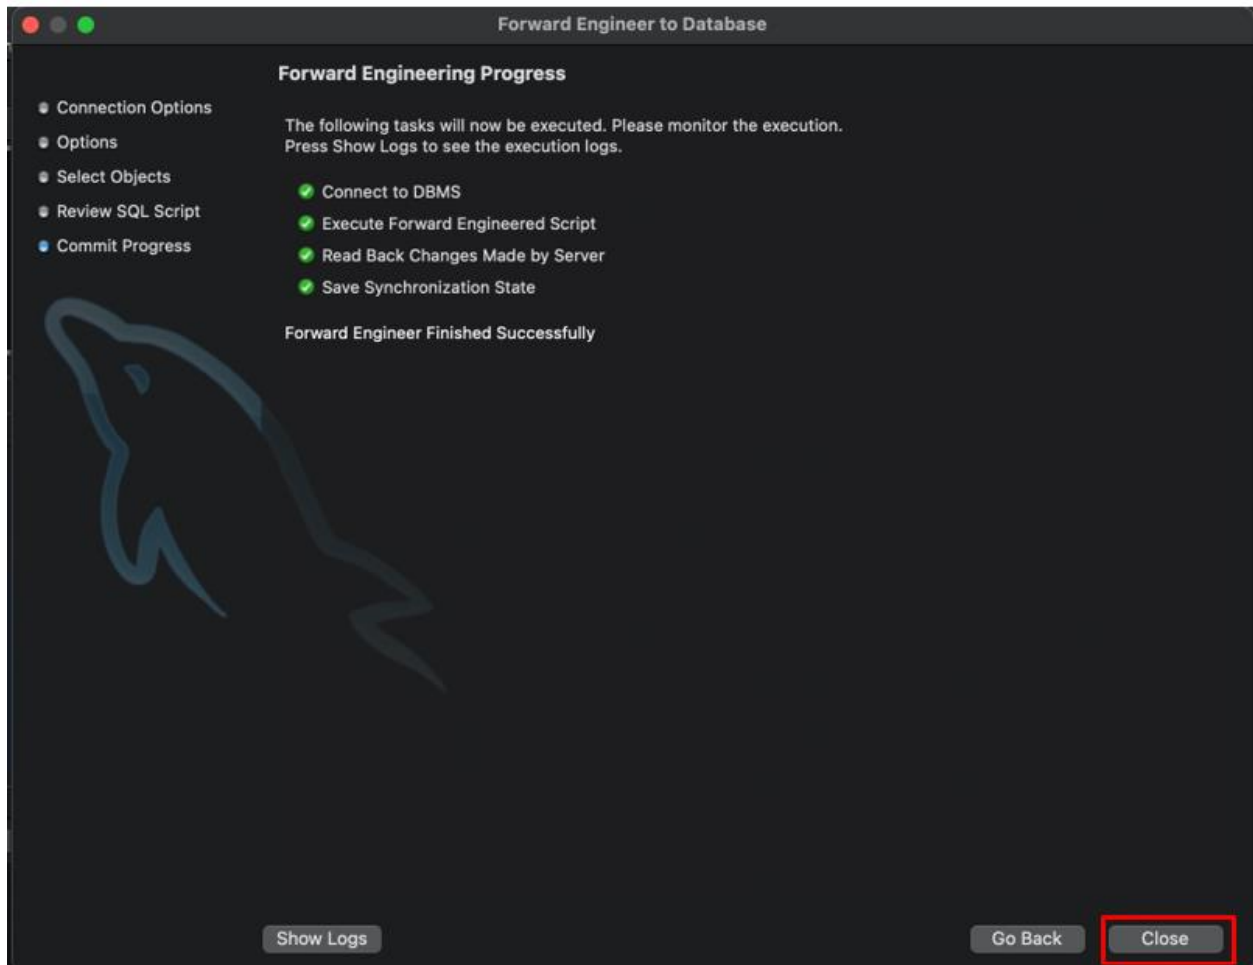 Forward Engineer to Database
Forward Engineering Progress
Connection Options
Options
Select Objects
Review SQL Script
Commit Progress
The following tasks will now be executed. Please monitor the execution.
Press Show Logs to see the execution logs.
Connect to DBMS
Execute Forward Engineered Script
Read Back Changes Made by Server
Save Synchronization State
Forward Engineer Finished Successfully
Show Logs
Go Back
Close